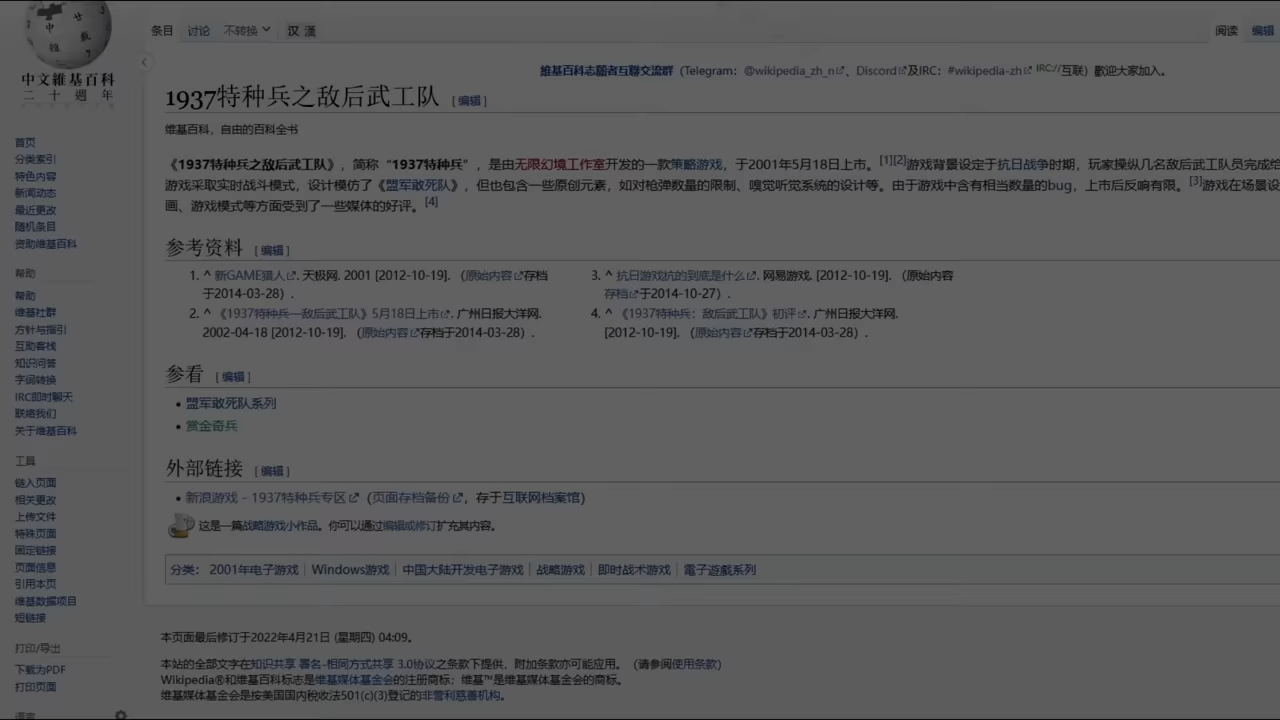 条目 讨论 不转换 汉 漢 阅读 编辑
中文維基百科
二十週年
维基百科志愿者互聯交流群（Telegram：@wikipedia_zh_n、Discord及IRC：#wikipedia-zh IRC://互联）歡迎大家加入。
1937特种兵之敌后武工队 [编辑]
维基百科，自由的百科全书
《1937特种兵之敌后武工队》，简称“1937特种兵”，是由无限幻境工作室开发的一款策略游戏，于2001年5月18日上市。[1][2]游戏背景设定于抗日战争时期，玩家操纵几名敌后武工队员完成给
游戏采取实时战斗模式，设计模仿了《盟军敢死队》，但也包含一些原创元素，如对枪弹数量的限制、嗅觉听觉系统的设计等。由于游戏中含有相当数量的bug，上市后反响有限。[3]游戏在场景设
画、游戏模式等方面受到了一些媒体的好评。[4]
参考资料 [编辑]
1. ^ 新GAME猎人. 天极网. 2001 [2012-10-19]. （原始内容存档
于2014-03-28）.
2. ^ 《1937特种兵—敌后武工队》5月18日上市. 广州日报大洋网.
2002-04-18 [2012-10-19]. （原始内容存档于2014-03-28）.
3. ^ 抗日游戏抗的到底是什么. 网易游戏. [2012-10-19]. （原始内容
存档于2014-10-27）.
4. ^ 《1937特种兵：敌后武工队》初评. 广州日报大洋网.
[2012-10-19]. （原始内容存档于2014-03-28）.
参看 [编辑]
• 盟军敢死队系列
• 赏金奇兵
外部链接 [编辑]
• 新浪游戏 - 1937特种兵专区 （页面存档备份，存于互联网档案馆）
这是一篇战略游戏小作品。你可以通过编辑或修订扩充其内容。
分类： 2001年电子游戏 | Windows游戏 | 中国大陆开发电子游戏 | 战略游戏 | 即时战术游戏 | 電子遊戲系列
本页面最后修订于2022年4月21日 (星期四) 04:09。
本站的全部文字在知识共享 署名-相同方式共享 3.0协议之条款下提供，附加条款亦可能应用。（请参阅使用条款）
Wikipedia®和维基百科标志是维基媒体基金会的注册商标；维基™是维基媒体基金会的商标。
维基媒体基金会是按美国国内税收法501(c)(3)登记的非营利慈善机构。
首页
分类索引
特色内容
新闻动态
最近更改
随机条目
资助维基百科
帮助
帮助
维基社群
方针与指引
互助客栈
知识问答
字词转换
IRC即时聊天
联络我们
关于维基百科
工具
链入页面
相关更改
上传文件
特殊页面
固定链接
页面信息
引用本页
维基数据项目
短链接
打印/导出
下载为PDF
打印页面